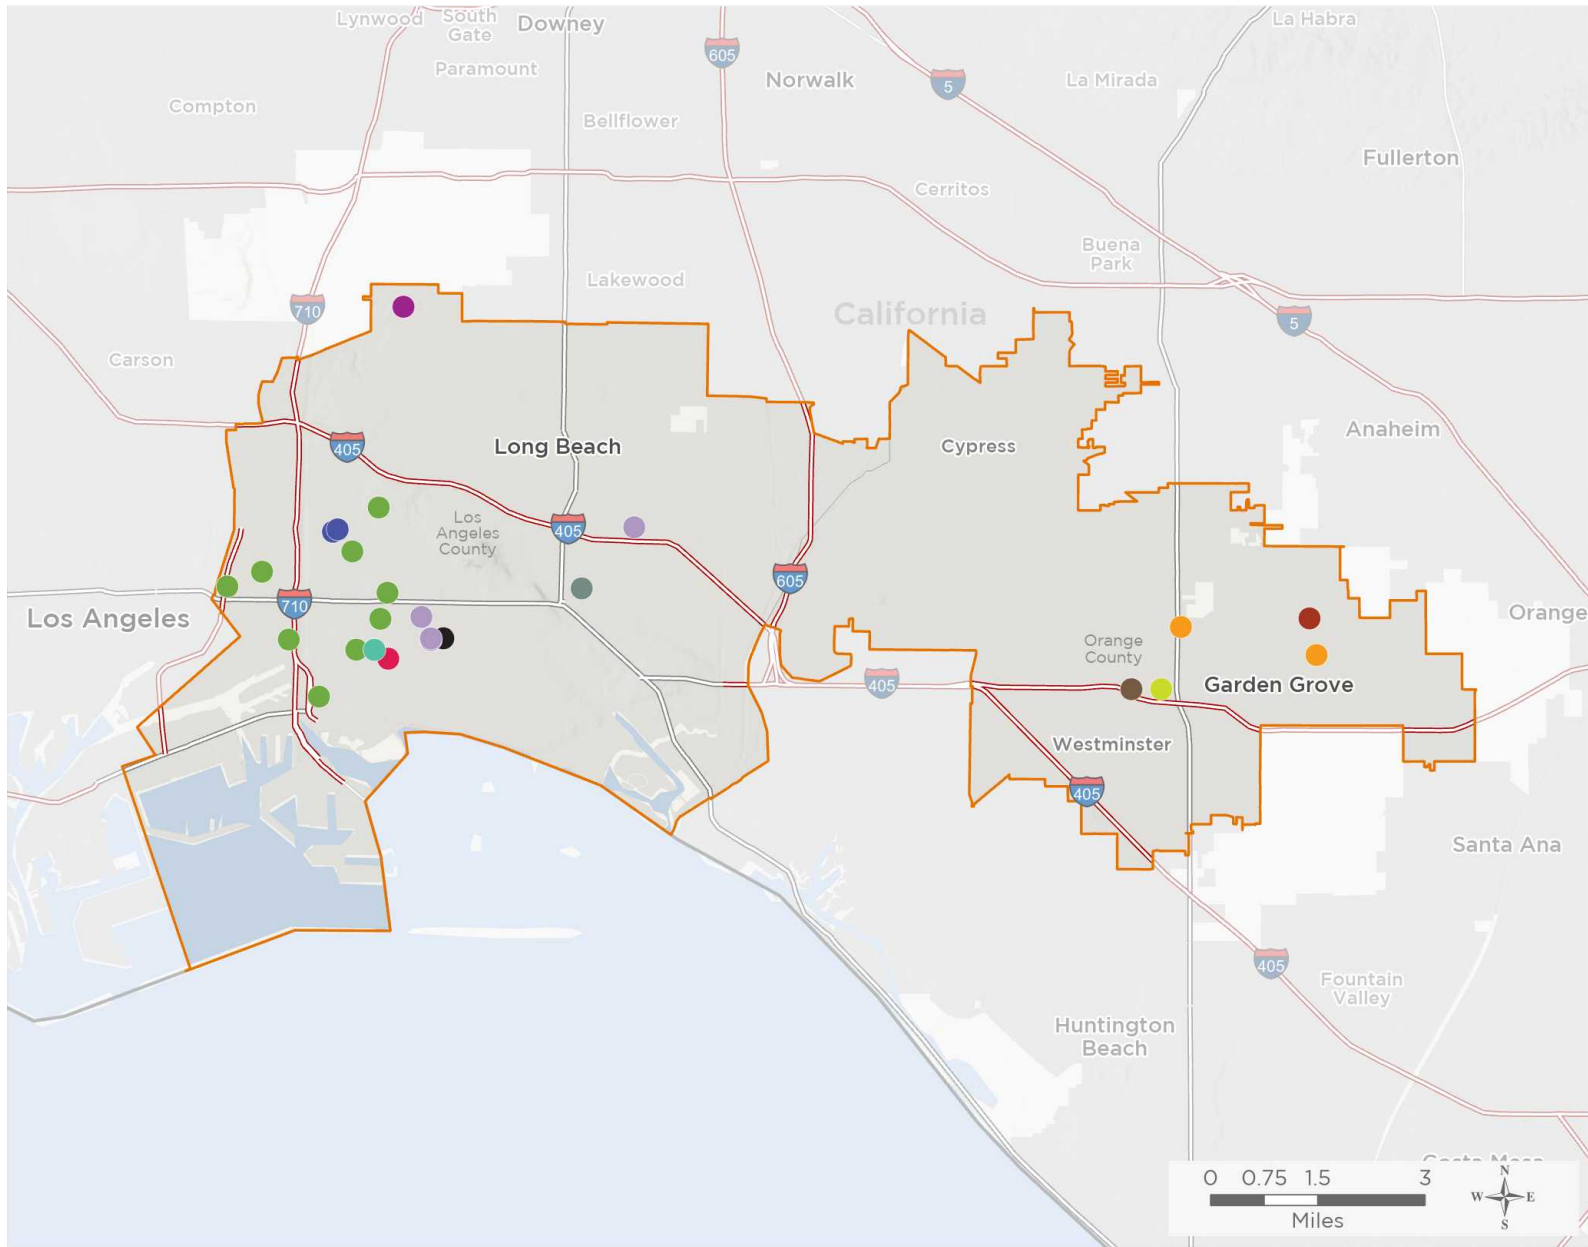 Lynwood
South
Gate
Downey
La Habra
605
Norwalk
5
La Mirada
Paramount
Compton
Bellflower
Fullerton
Cerritos
Buena
Park
Lakewood
California
710
5
Carson
Anaheim
405
Long Beach
Cypress
Los
Angeles
County
405
605
710
Los Angeles
Orange
Orange
County
405
Garden Grove
Westminster
405
Santa Ana
405
Fountain
Valley
Huntington
Beach
Costa Mesa
0 0.75 1.5 3
Miles
N
W E
S